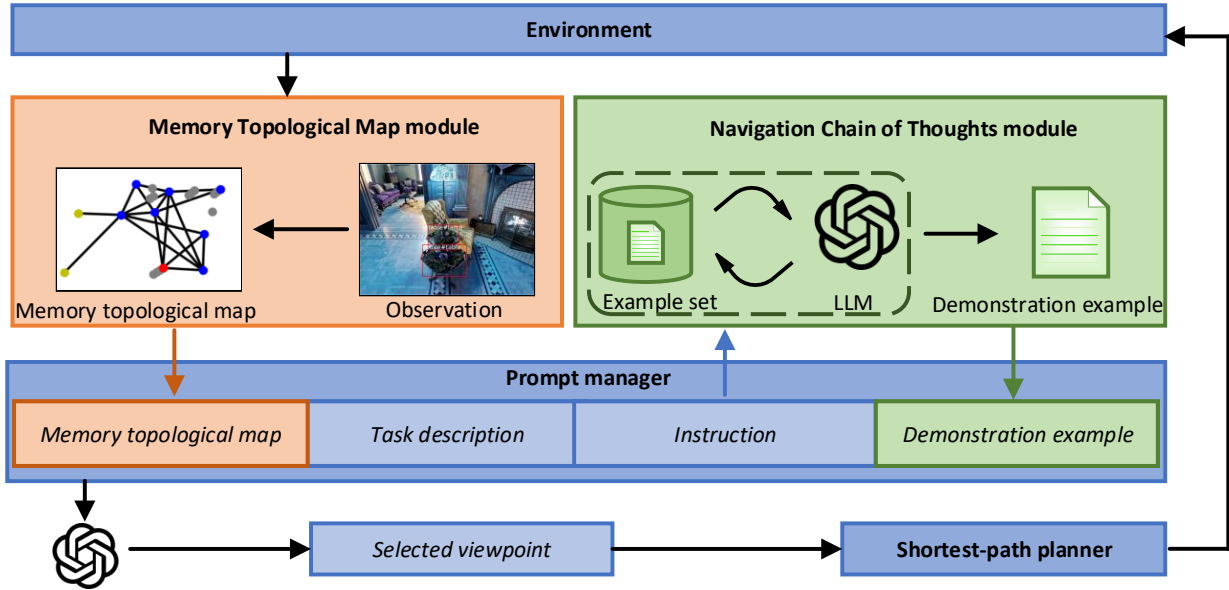 Environment
Memory Topological Map module
Navigation Chain of Thoughts module
Memory topological map
Observation
Example set
LLM
Demonstration example
Prompt manager
Memory topological map
Task description
Instruction
Demonstration example
Selected viewpoint
Shortest-path planner